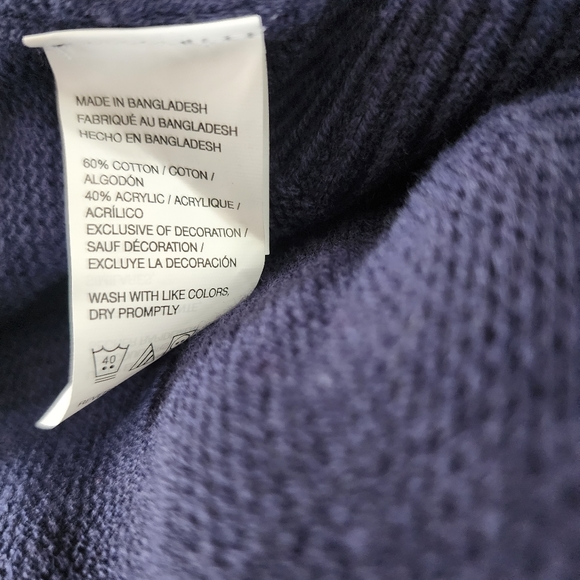 MADE IN BANGLADESH
FABRIQUÉ AU BANGLADESH
HECHO EN BANGLADESH
60% COTTON / COTON /
ALGODÓN
40% ACRYLIC / ACRYLIQUE /
ACRÍLICO
EXCLUSIVE OF DECORATION /
SAUF DÉCORATION /
EXCLUYE LA DECORACIÓN
WASH WITH LIKE COLORS,
DRY PROMPTLY
40